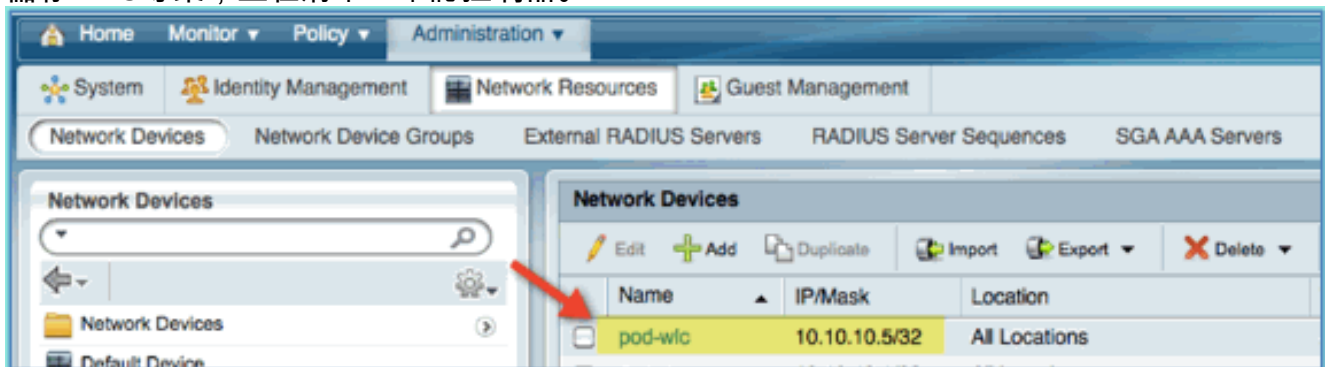 Home Monitor Policy Administration
System Identity Management Network Resources Guest Management
Network Devices Network Device Groups External RADIUS Servers RADIUS Server Sequences SGA AAA Servers
Network Devices
Network Devices
Default Device
Network Devices
Edit Add Duplicate Import Export Delete
Name IP/Mask Location
pod-wlc 10.10.10.5/32 All Locations